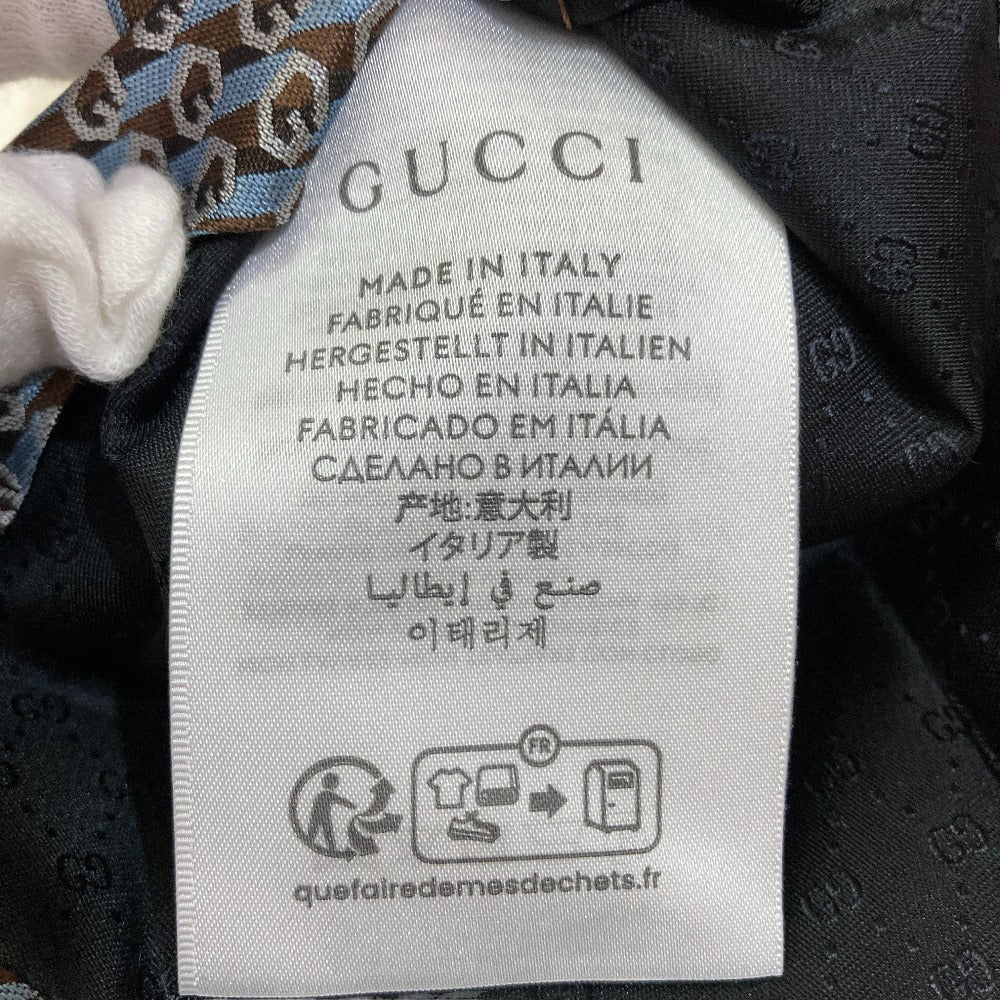 GUCCI
MADE IN ITALY
FABRIQUÉ EN ITALIE
HERGESTELLT IN ITALIEN
HECHO EN ITALIA
FABRICADO EM ITÁLIA
СДЕЛАНО В ИТАЛИИ
产地:意大利
イタリア製
صنع في إيطاليا
이태리제
FR
quefairedemesdechets.fr